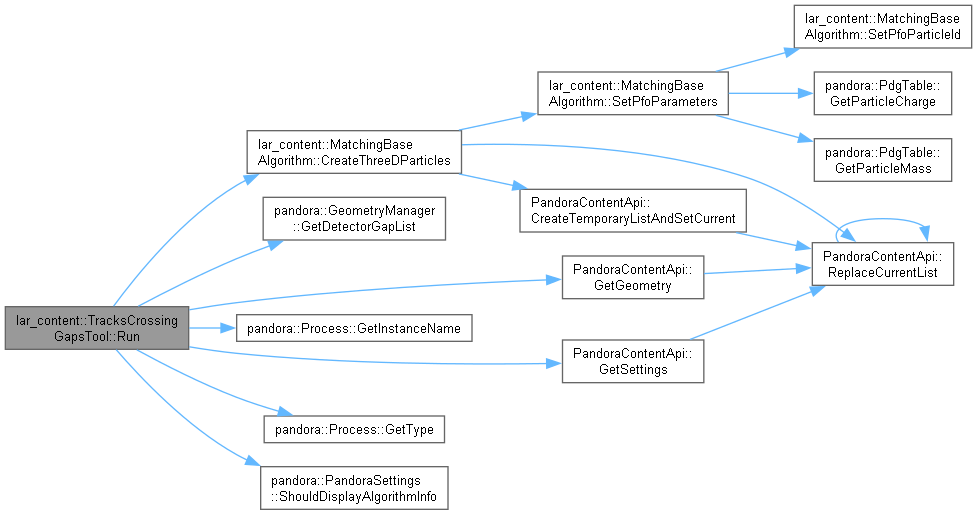 lar_content::MatchingBase
Algorithm::SetPfoParticleId
lar_content::MatchingBase
Algorithm::SetPfoParameters
pandora::PdgTable::
GetParticleCharge
lar_content::MatchingBase
Algorithm::CreateThreeDParticles
pandora::PdgTable::
GetParticleMass
PandoraContentApi::
CreateTemporaryListAndSetCurrent
pandora::GeometryManager
::GetDetectorGapList
PandoraContentApi::
ReplaceCurrentList
PandoraContentApi::
GetGeometry
lar_content::TracksCrossing
GapsTool::Run
pandora::Process::GetInstanceName
PandoraContentApi::
GetSettings
pandora::Process::GetType
pandora::PandoraSettings
::ShouldDisplayAlgorithmInfo